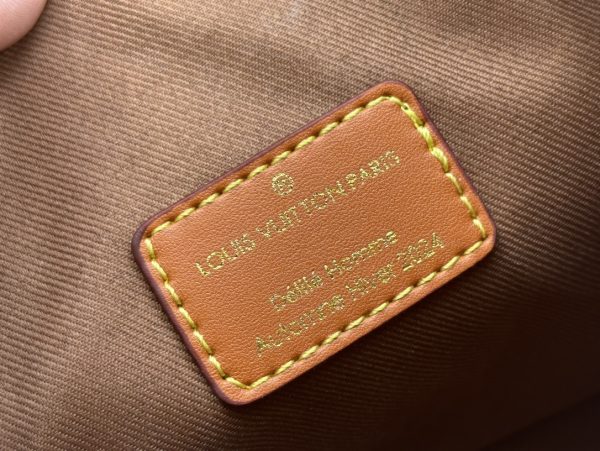 LOUIS VUITTON PARIS
Défilé Homme
Automne Hiver 2024